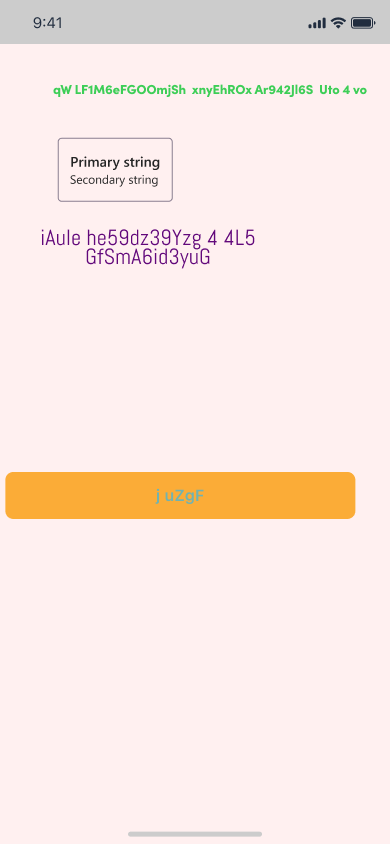 9:41
qW LF1M6eFGOOmjSh xnyEhROx Ar942Jl6S Uto 4 vo
Primary string
Secondary string
iAule he59dz39Yzg 4 4L5
GfSmA6id3yuG
j uZgF